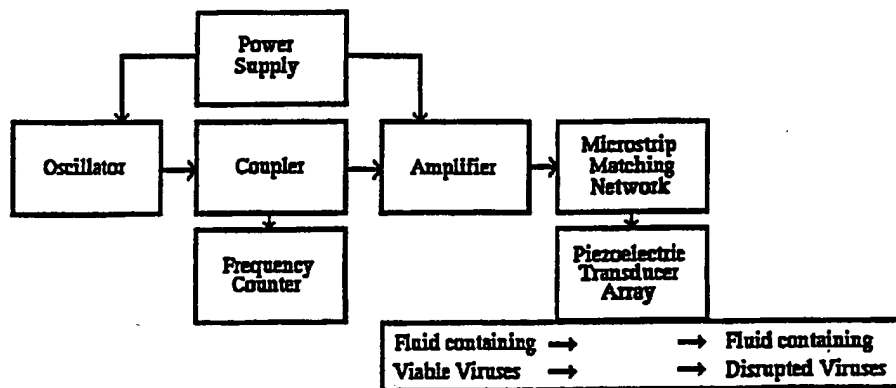 Power
Supply
Oscillator
Coupler
Amplifier
Microstrip
Matching
Network
Frequency
Counter
Piezoelectric
Transducer
Array
Fluid containing → → Fluid containing
Viable Viruses → → Disrupted Viruses